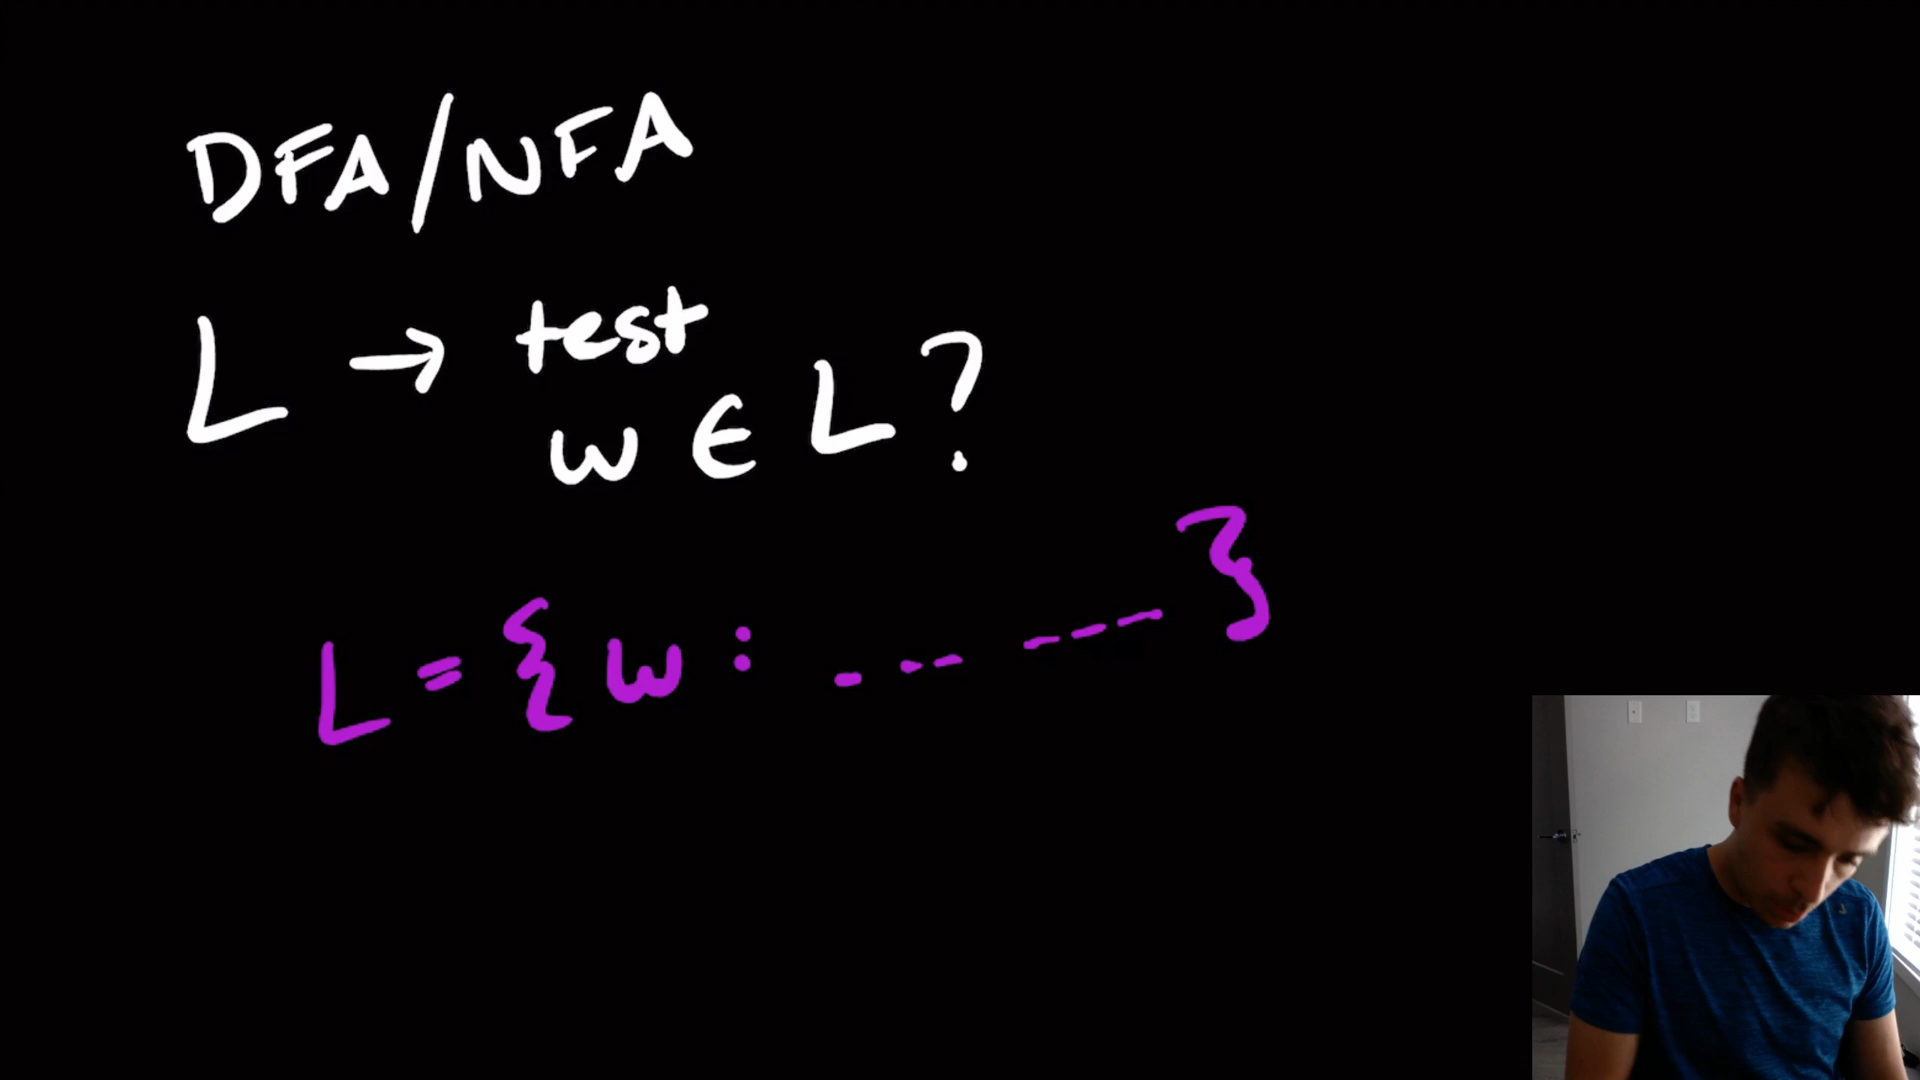 DFA/NFA
L → test
w ∈ L?
L = { w : - -- --- }